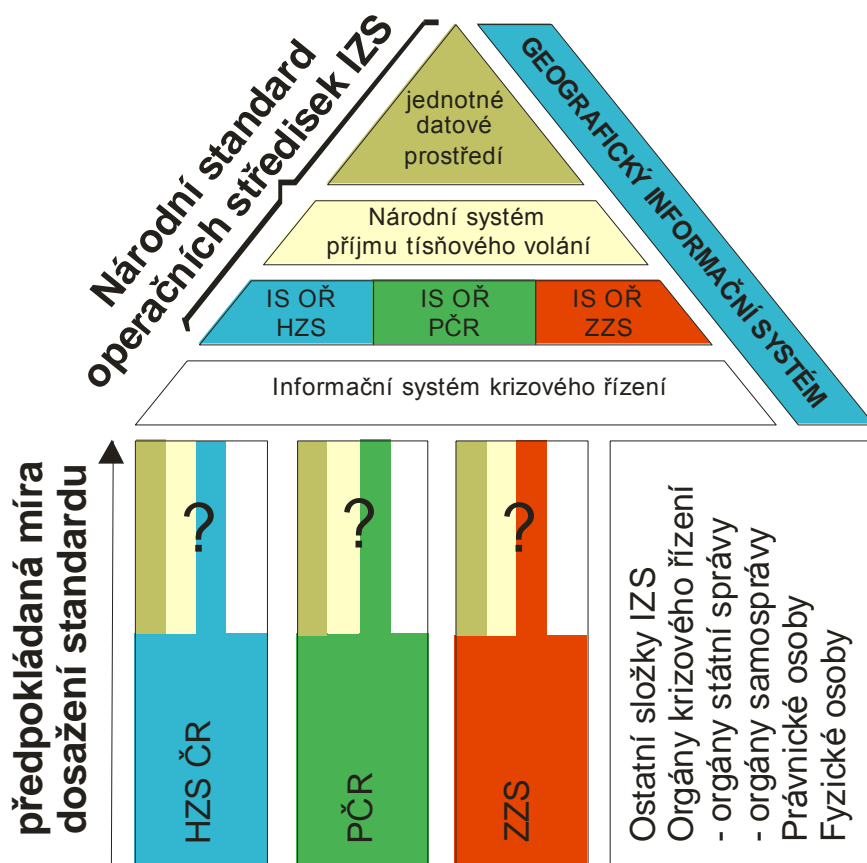 Národní standard
operačních středisek IZS
GEOGRAFICKÝ INFORMAČNÍ SYSTÉM
jednotné
datové
prostředí
Národní systém
příjmu tísňového volání
IS OŘ
HZS
IS OŘ
PČR
IS OŘ
ZZS
Informační systém krizového řízení
předpokládaná míra
dosažení standardu
?
?
?
HZS ČR
PČR
ZZS
Ostatní složky IZS
Orgány krizového řízení
- orgány státní správy
- orgány samosprávy
Právnické osoby
Fyzické osoby